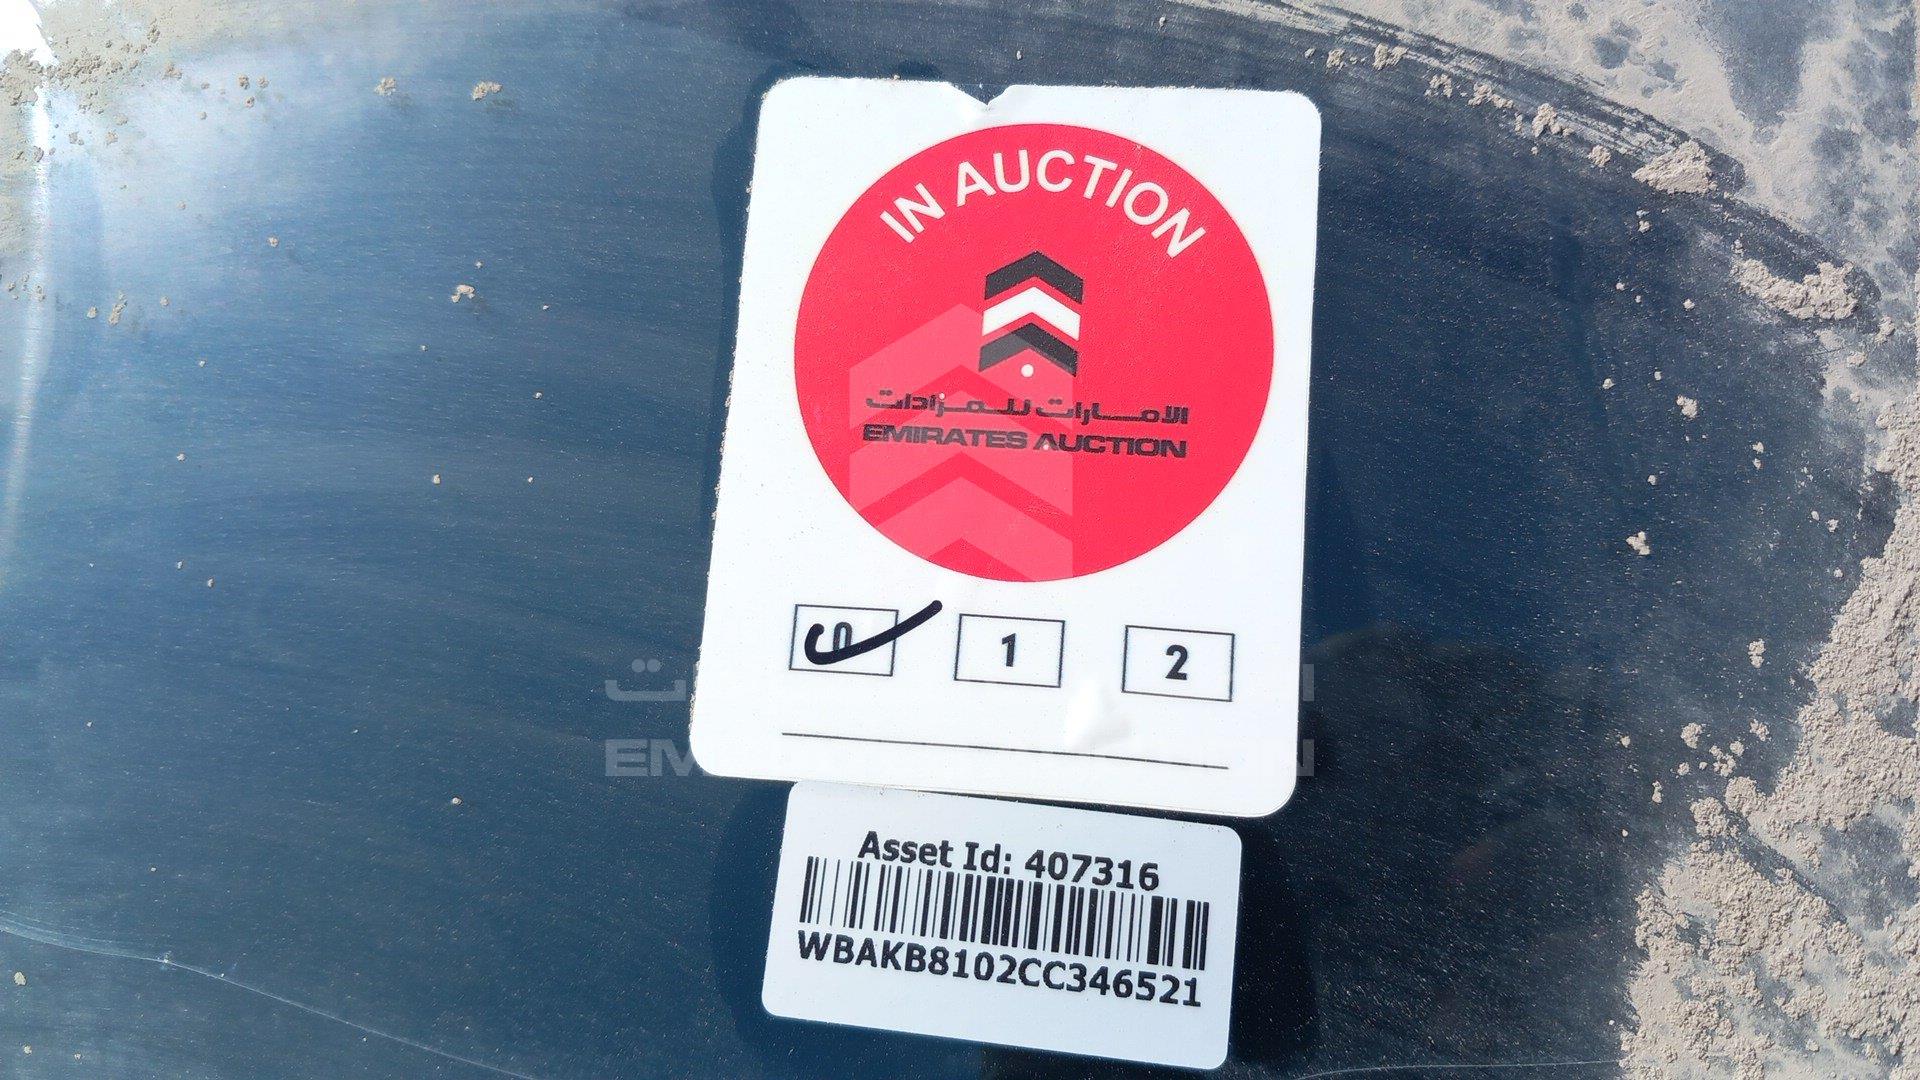 IN AUCTION
الامارات للمزادات
EMIRATES AUCTION
0 1 2
Asset Id: 407316
WBAKB8102CC346521